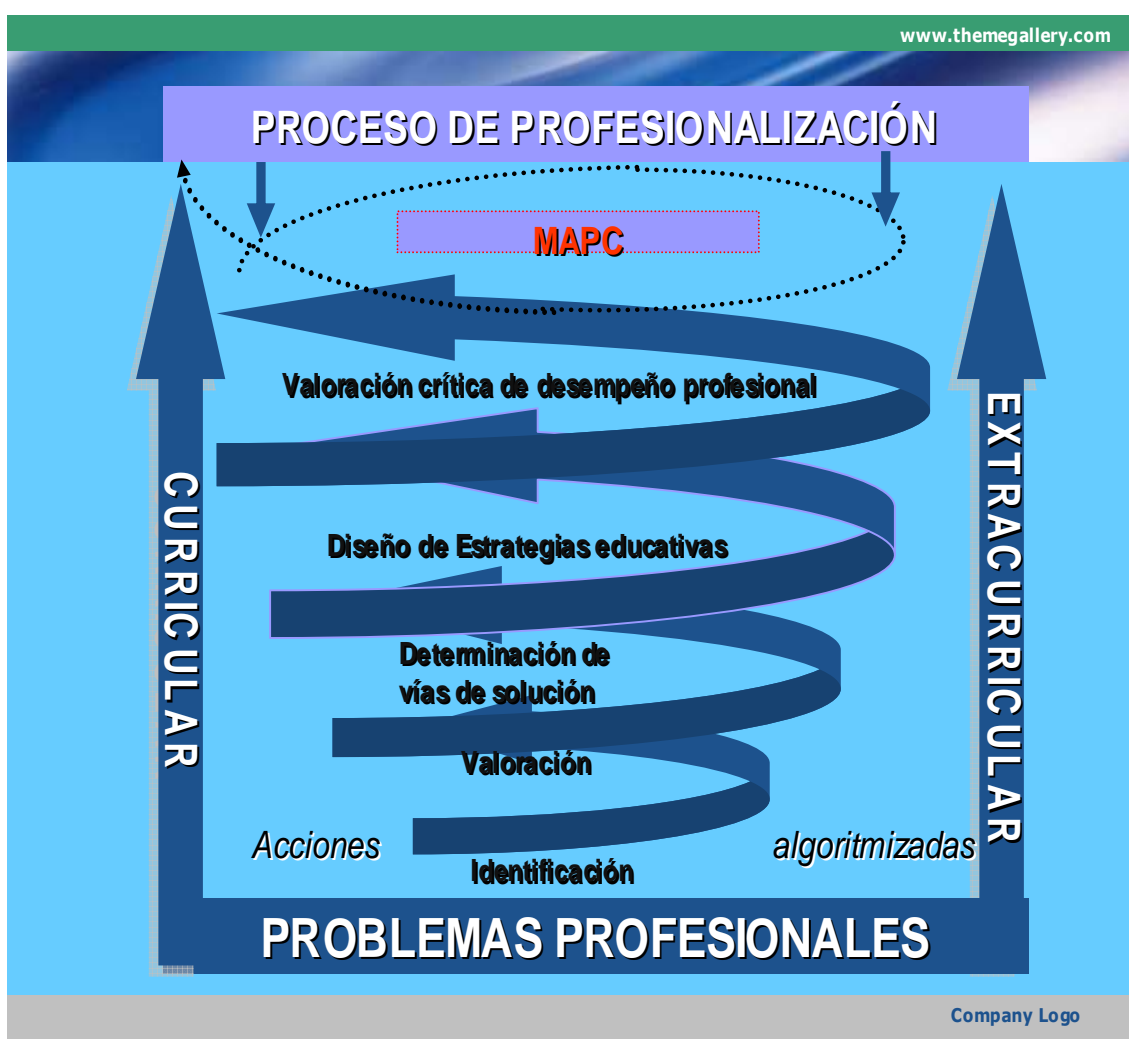 www.themegallery.com
PROCESO DE PROFESIONALIZACIÓN
MAPC
Valoración crítica de desempeño profesional
CURRICULAR
EXTRACURRICULAR
Diseño de Estrategias educativas
Determinación de
vías de solución
Valoración
Acciones
algoritmizadas
Identificación
PROBLEMAS PROFESIONALES
Company Logo